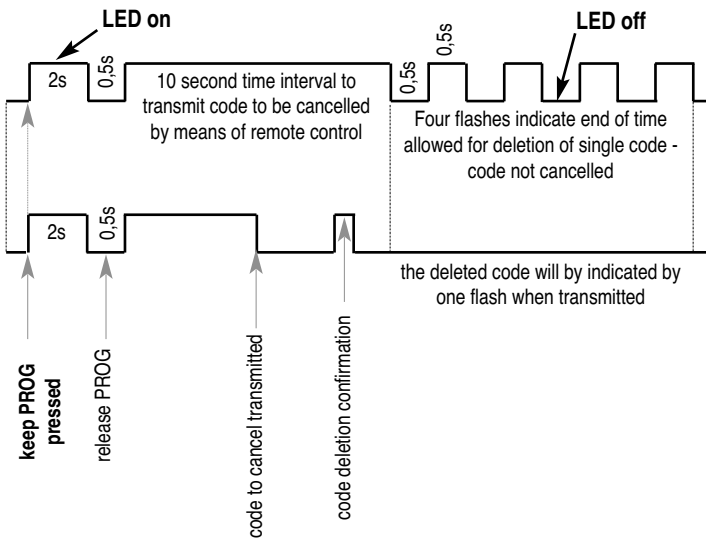 LED on
LED off
2s
0,5s
10 second time interval to
transmit code to be cancelled
by means of remote control
0,5s
0,5s
Four flashes indicate end of time
allowed for deletion of single code -
code not cancelled
2s
0,5s
the deleted code will by indicated by
one flash when transmitted
keep PROG
pressed
release PROG
code to cancel transmitted
code deletion confirmation